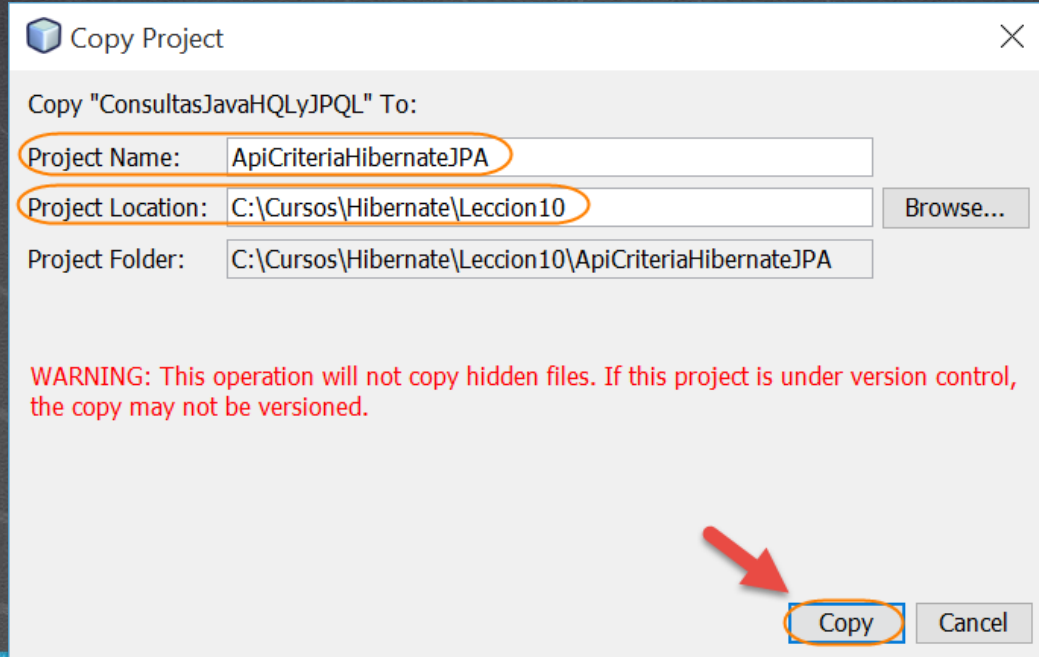 Copy Project
Copy "ConsultasJavaHQLyJPQL" To:
Project Name: ApiCriteriaHibernateJPA
Project Location: C:\Cursos\Hibernate\Leccion10 Browse...
Project Folder: C:\Cursos\Hibernate\Leccion10\ApiCriteriaHibernateJPA
WARNING: This operation will not copy hidden files. If this project is under version control,
the copy may not be versioned.
Copy Cancel